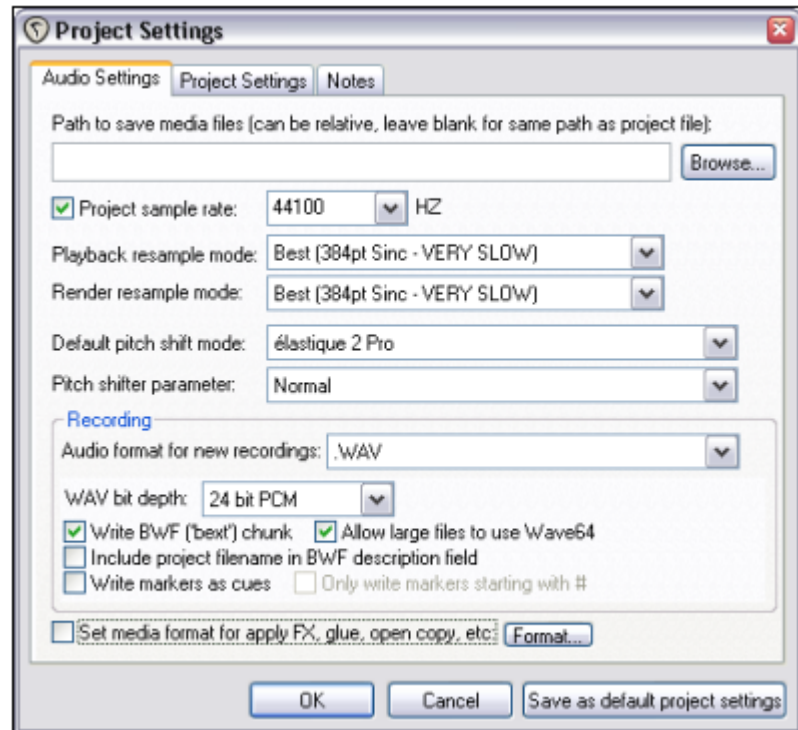 Project Settings
Audio Settings Project Settings Notes
Path to save media files (can be relative, leave blank for same path as project file):
Browse...
Project sample rate: 44100 HZ
Playback resample mode: Best (384pt Sinc - VERY SLOW)
Render resample mode: Best (384pt Sinc - VERY SLOW)
Default pitch shift mode: élastique 2 Pro
Pitch shifter parameter: Normal
Recording
Audio format for new recordings: .WAV
WAV bit depth: 24 bit PCM
Write BWF ('bext') chunk Allow large files to use Wave64
Include project filename in BWF description field
Write markers as cues Only write markers starting with #
Set media format for apply FX, glue, open copy, etc: Format...
OK Cancel Save as default project settings